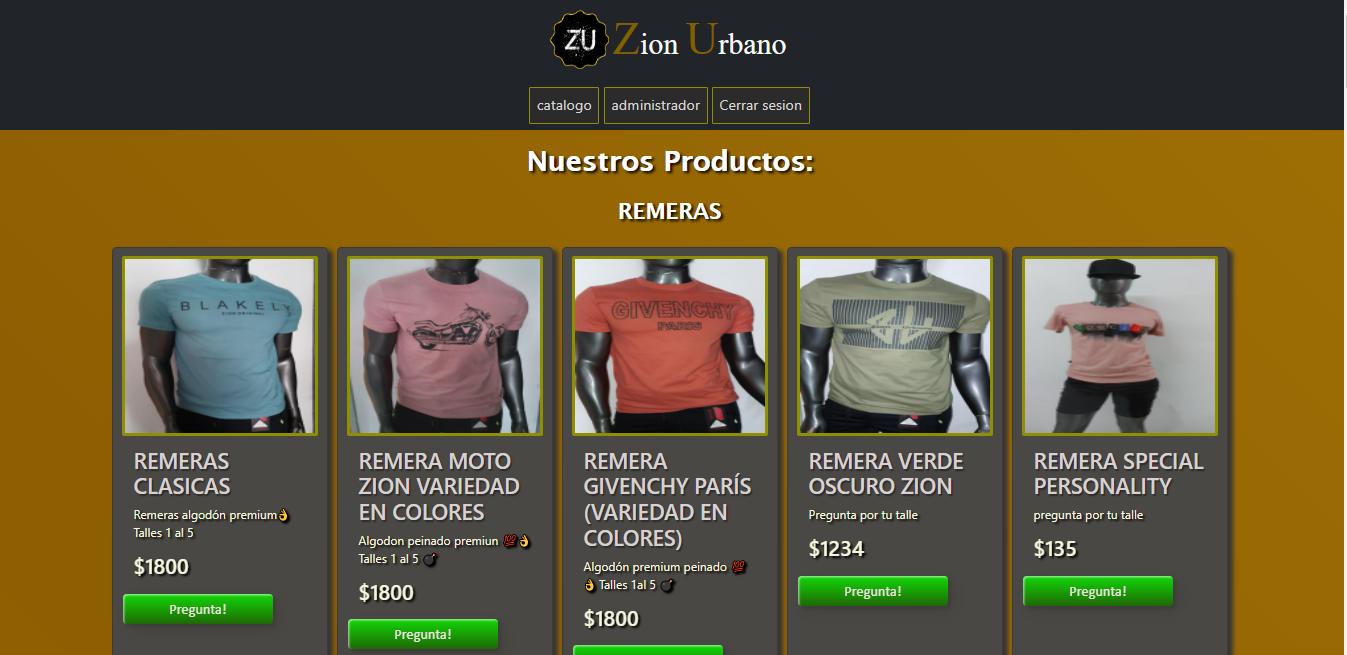 ZU Zion Urbano
catalogo administrador Cerrar sesion
Nuestros Productos:
REMERAS
BLAKELY
ZION ORIGINAL
REMERAS
CLASICAS
Remeras algodón premium👌
Talles 1 al 5
$1800
Pregunta!
REMERA MOTO
ZION VARIEDAD
EN COLORES
Algodon peinado premiun 💯👌
Talles 1 al 5 💣
$1800
Pregunta!
GIVENCHY
PARIS
REMERA
GIVENCHY PARÍS
(VARIEDAD EN
COLORES)
Algodón premium peinado 💯
👌 Talles 1al 5 💣
$1800
REMERA VERDE
OSCURO ZION
Pregunta por tu talle
$1234
Pregunta!
REMERA SPECIAL
PERSONALITY
pregunta por tu talle
$135
Pregunta!